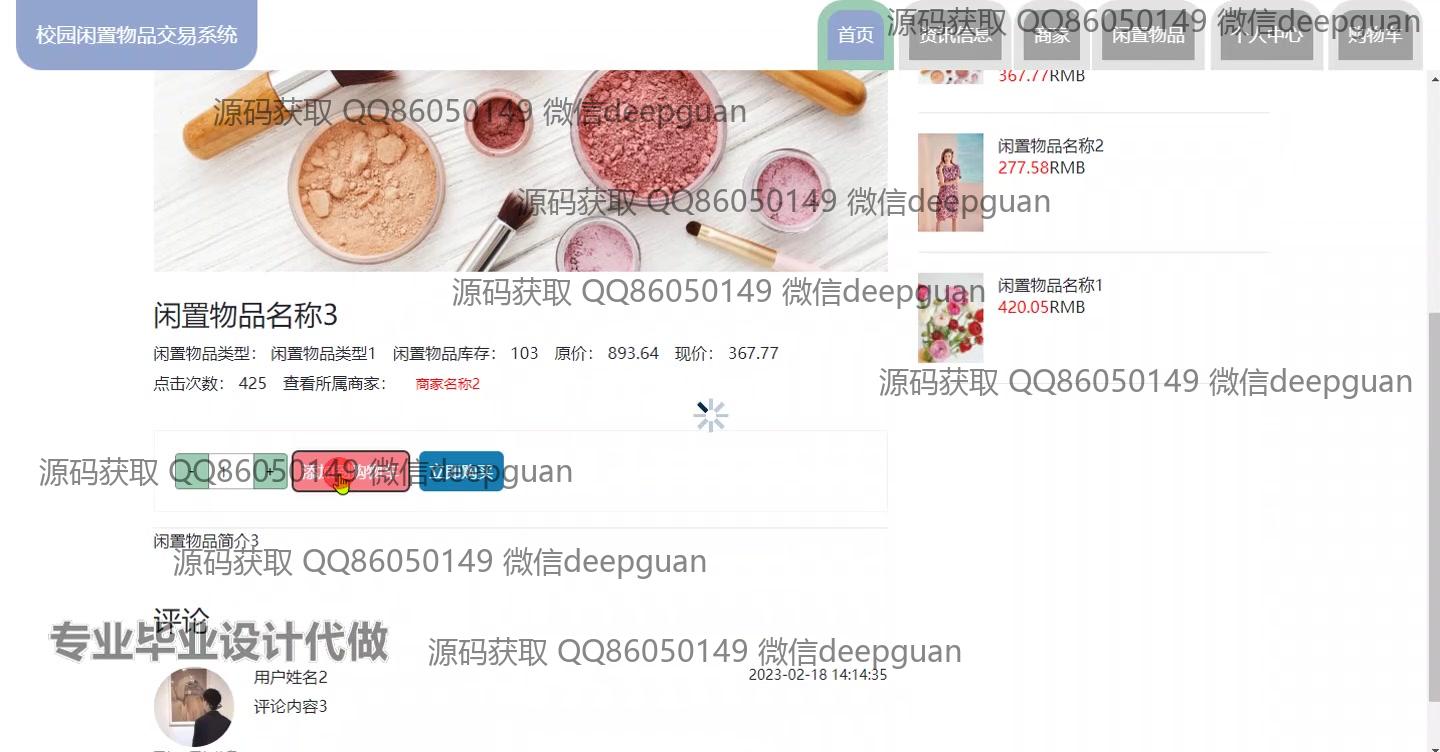 校园闲置物品交易系统
首页
资讯信息
商家
闲置物品
个人中心
购物车
源码获取 QQ86050149 微信deepguan
367.77RMB
源码获取 QQ86050149 微信deepguan
闲置物品名称2
277.58RMB
源码获取 QQ86050149 微信deepguan
闲置物品名称1
420.05RMB
源码获取 QQ86050149 微信deepguan
闲置物品名称3
闲置物品类型: 闲置物品类型1 闲置物品库存: 103 原价: 893.64 现价: 367.77
点击次数: 425 查看所属商家: 商家名称2
源码获取 QQ86050149 微信deepguan
- 1 +
添加到购物车
立即购买
源码获取 QQ86050149 微信deepguan
闲置物品简介3
源码获取 QQ86050149 微信deepguan
评论
专业毕业设计代做
源码获取 QQ86050149 微信deepguan
用户姓名2
2023-02-18 14:14:35
评论内容3